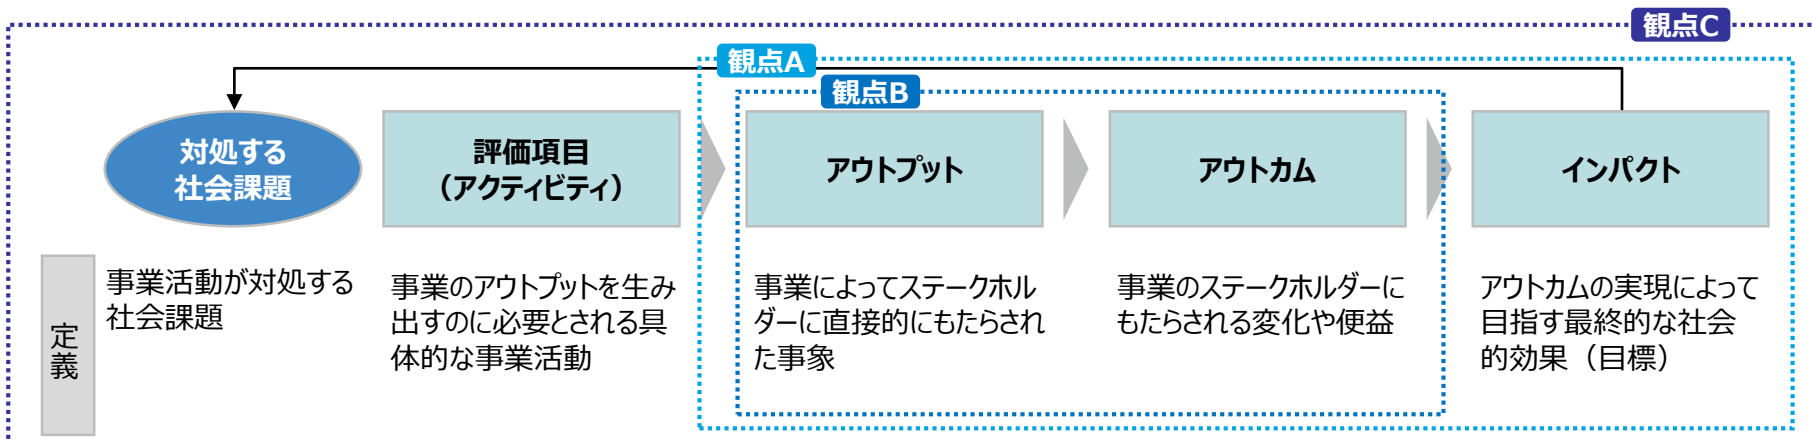 観点C
観点A
観点B
対処する
社会課題
評価項目
（アクティビティ）
アウトプット
アウトカム
インパクト
定義
事業活動が対処する
社会課題
事業のアウトプットを生み
出すのに必要とされる具
体的な事業活動
事業によってステークホル
ダーに直接的にもたらされ
た事象
事業のステークホルダーに
もたらされる変化や便益
アウトカムの実現によって
目指す最終的な社会
的効果（目標）